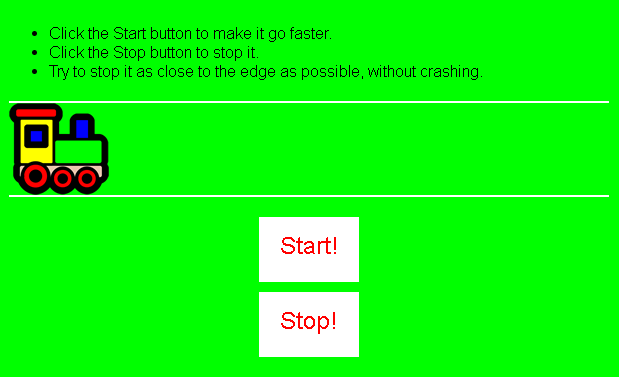 Click the Start button to make it go faster.
Click the Stop button to stop it.
Try to stop it as close to the edge as possible, without crashing.
Start!
Stop!